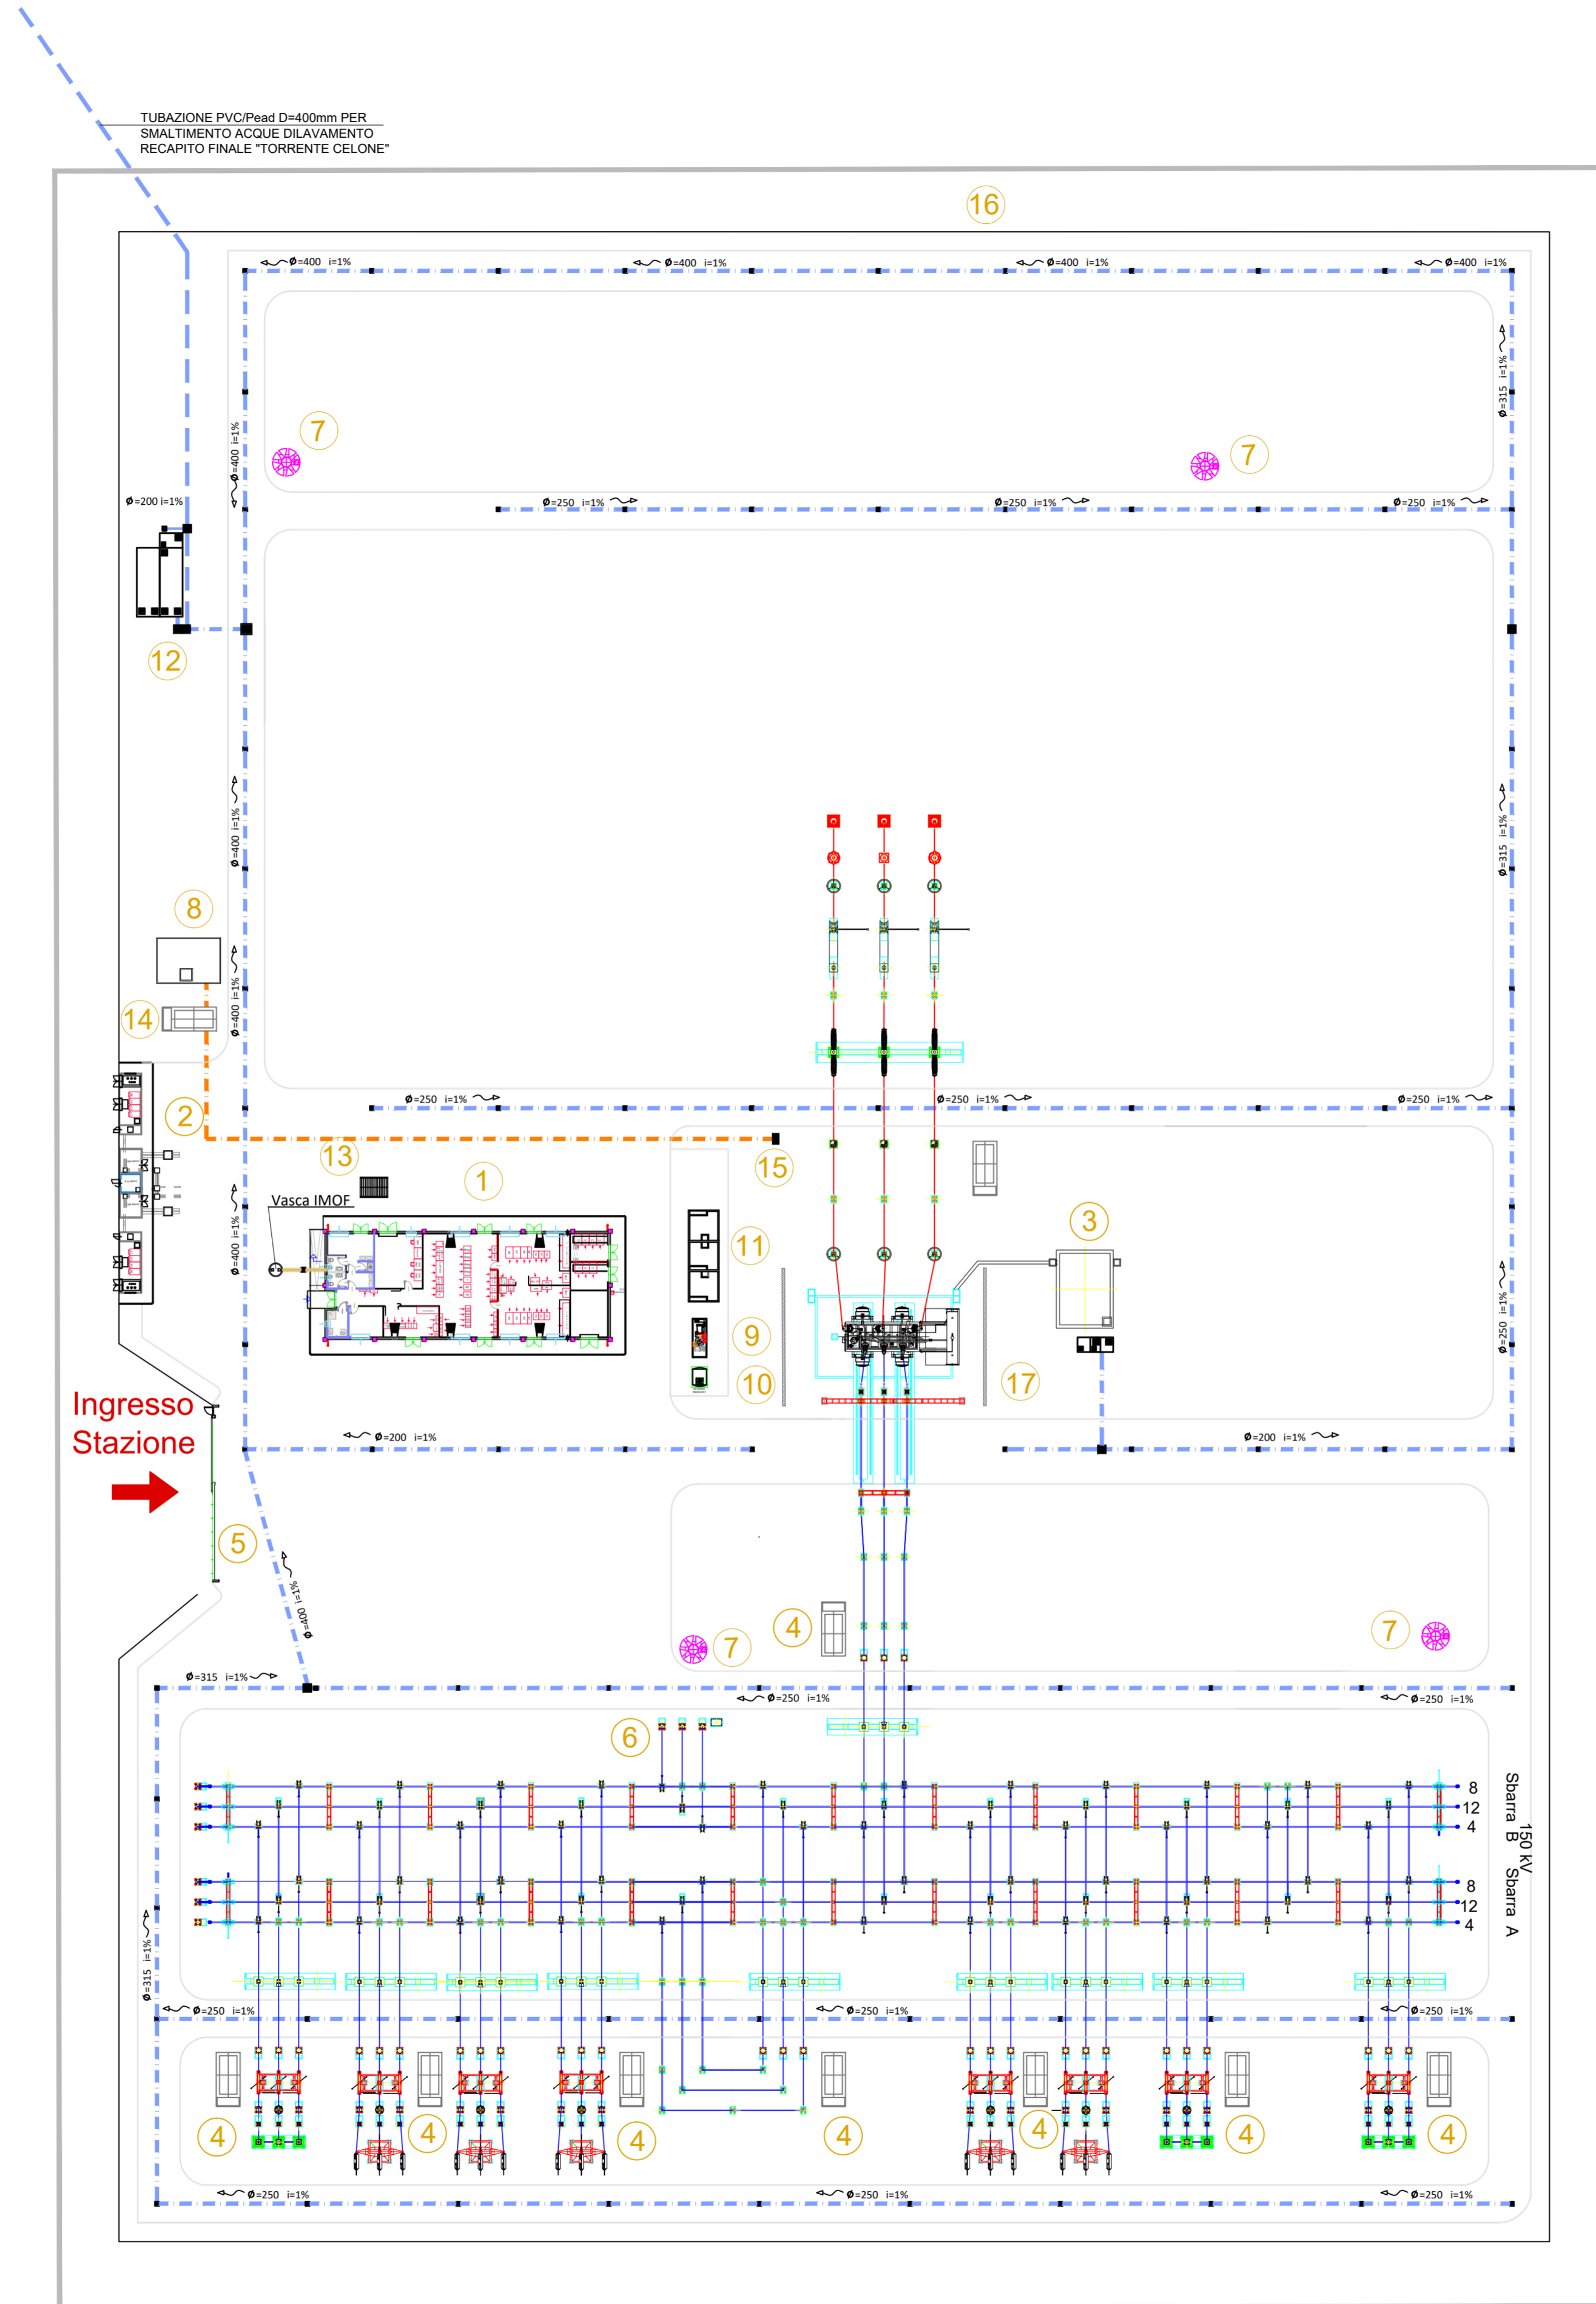 TUBAZIONE PVC/Pead D=400mm PER
SMALTIMENTO ACQUE DILAVAMENTO
RECAPITO FINALE "TORRENTE CELONE"
16
Ø=400 i=1%
Ø=400 i=1%
Ø=400 i=1%
Ø=400 i=1%
Ø=315 i=1%
7
7
Ø=400 i=1%
Ø=200 i=1%
Ø=250 i=1%
Ø=250 i=1%
Ø=250 i=1%
12
Ø=400 i=1%
Ø=315 i=1%
8
Ø=400 i=1%
14
2
Ø=250 i=1%
Ø=250 i=1%
Ø=250 i=1%
13
1
15
Vasca IMOF
3
Ø=400 i=1%
11
9
10
17
Ø=250 i=1%
Ingresso
Stazione
Ø=200 i=1%
Ø=200 i=1%
5
Ø=400 i=1%
4
7
7
Ø=315 i=1%
Ø=250 i=1%
Ø=250 i=1%
6
8
12
4
150 kV
Sbarra B Sbarra A
8
12
4
Ø=315 i=1%
Ø=250 i=1%
Ø=250 i=1%
Ø=250 i=1%
4
4
4
4
4
4
4
Ø=250 i=1%
Ø=250 i=1%
Ø=250 i=1%